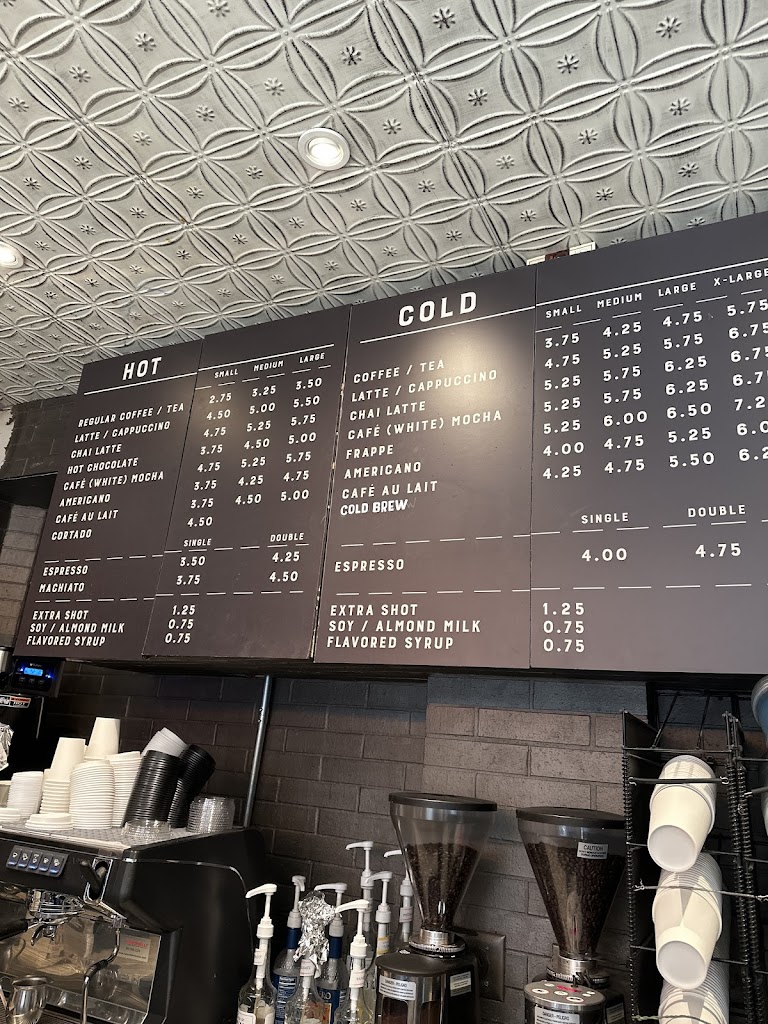 HOT
SMALL MEDIUM LARGE
REGULAR COFFEE / TEA 2.75 3.25 3.50
LATTE / CAPPUCCINO 4.50 5.00 5.50
CHAI LATTE 4.75 5.25 5.75
HOT CHOCOLATE 3.75 4.50 5.00
CAFÉ (WHITE) MOCHA 4.75 5.25 5.75
AMERICANO 3.75 4.25 4.75
CAFÉ AU LAIT 3.75 4.50 5.00
CORTADO 4.50
SINGLE DOUBLE
ESPRESSO 3.50 4.25
MACHIATO 3.75 4.50
EXTRA SHOT 1.25
SOY / ALMOND MILK 0.75
FLAVORED SYRUP 0.75
COLD
SMALL MEDIUM LARGE X-LARGE
COFFEE / TEA 3.75 4.25 4.75 5.75
LATTE / CAPPUCCINO 4.75 5.25 5.75 6.75
CHAI LATTE 5.25 5.75 6.25 6.75
CAFÉ (WHITE) MOCHA 5.25 5.75 6.25
FRAPPE 5.25 6.00 6.50
AMERICANO 4.00 4.75 5.25
CAFÉ AU LAIT 4.25 4.75 5.50
COLD BREW
SINGLE DOUBLE
ESPRESSO 4.00 4.75
EXTRA SHOT 1.25
SOY / ALMOND MILK 0.75
FLAVORED SYRUP 0.75
CAUTION